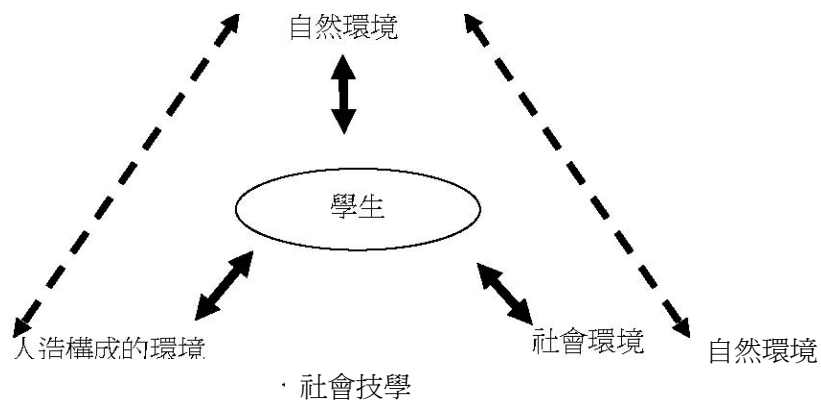 自然環境
學生
人造構成的環境
社會環境
自然環境
· 社會技學